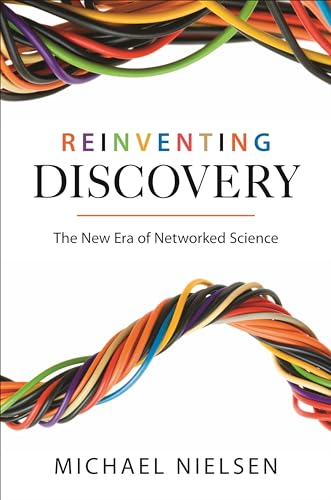 REINVENTING
DISCOVERY
The New Era of Networked Science
MICHAEL NIELSEN